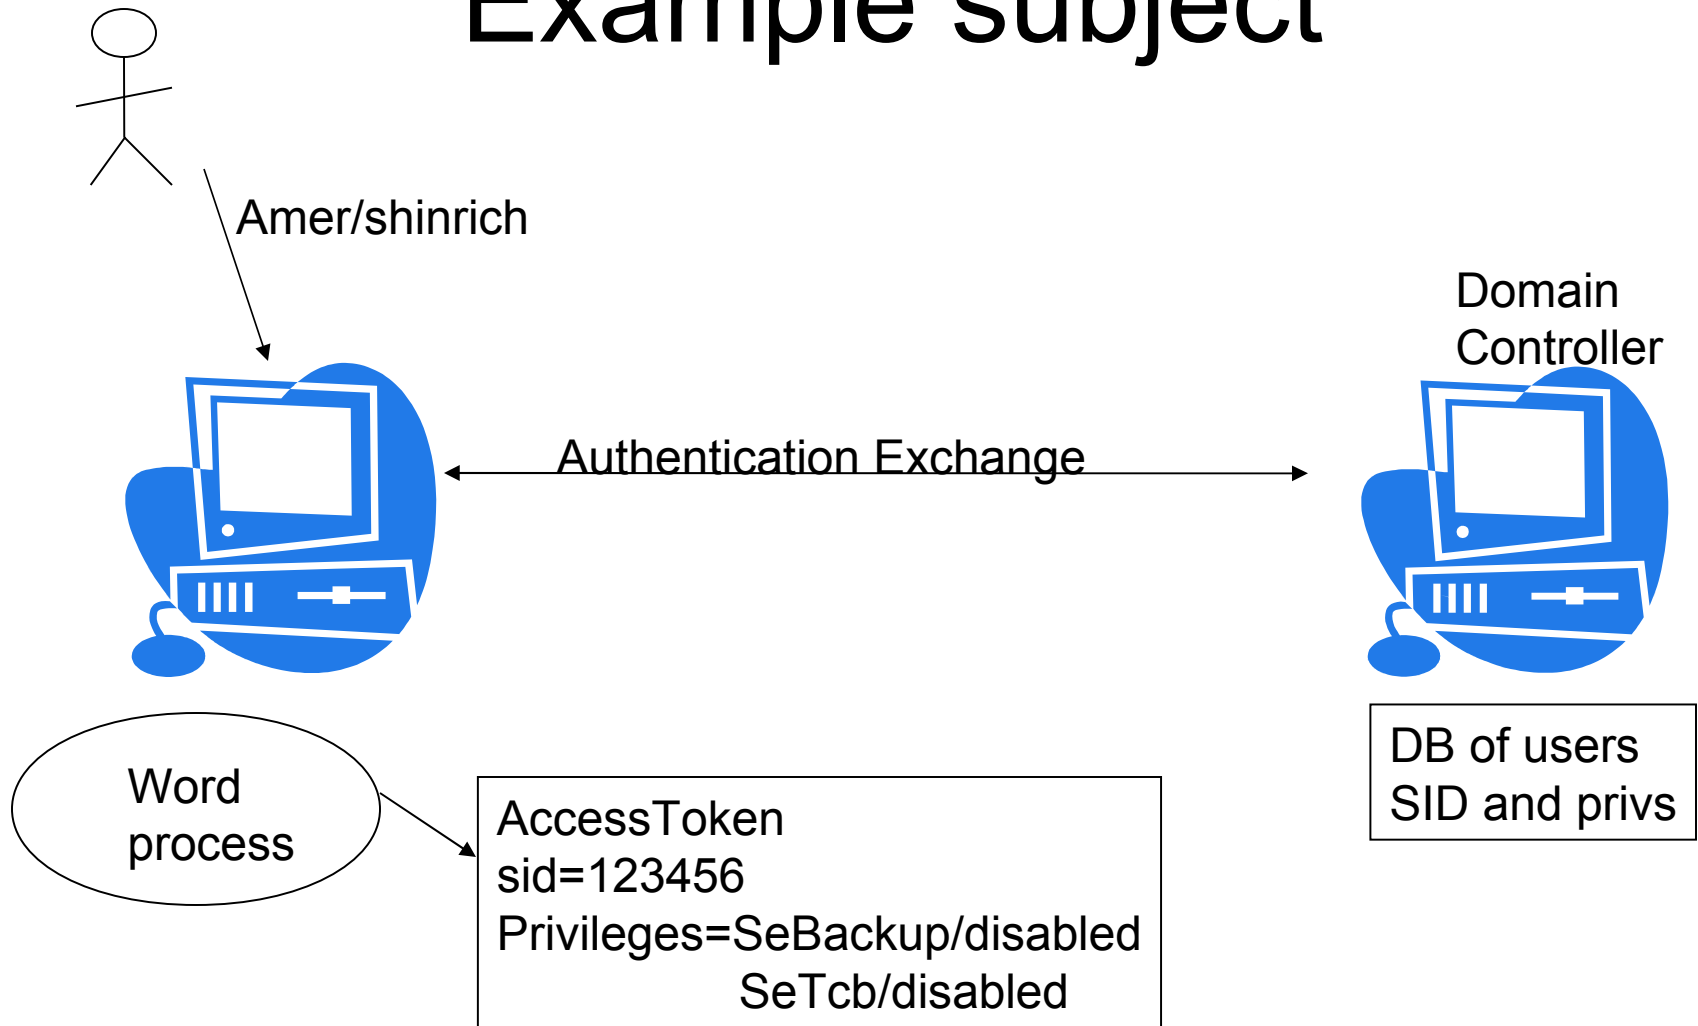 Example subject
Amer/shinrich
Domain
Controller
Authentication Exchange
Word
process
AccessToken
sid=123456
Privileges=SeBackup/disabled
SeTcb/disabled
DB of users
SID and privs